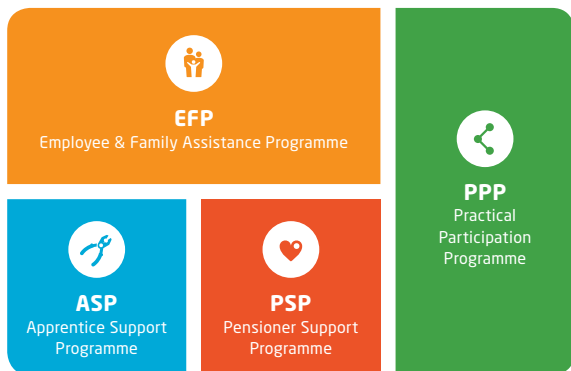 EFP
Employee & Family Assistance Programme
PPP
Practical
Participation
Programme
ASP
Apprentice Support
Programme
PSP
Pensioner Support
Programme